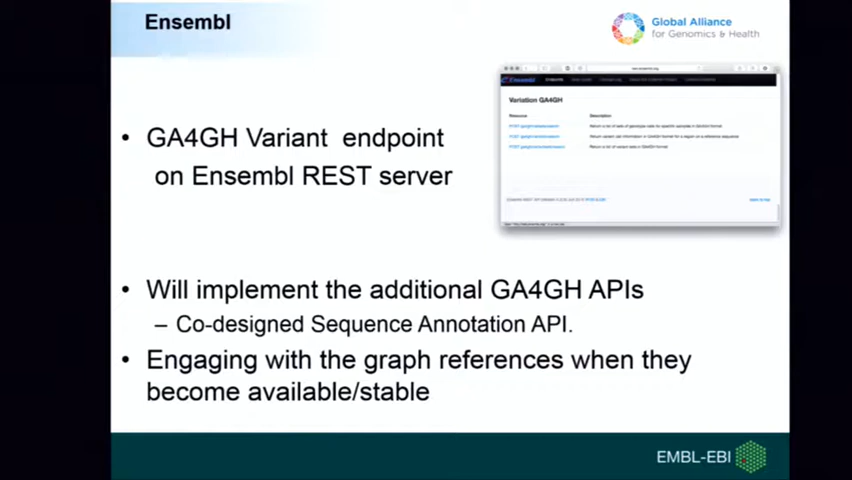 Ensembl
Global Alliance
for Genomics & Health
Variation GA4GH
Resource Description
• GA4GH Variant endpoint
on Ensembl REST server
• Will implement the additional GA4GH APIs
– Co-designed Sequence Annotation API.
• Engaging with the graph references when they
become available/stable
EMBL-EBI